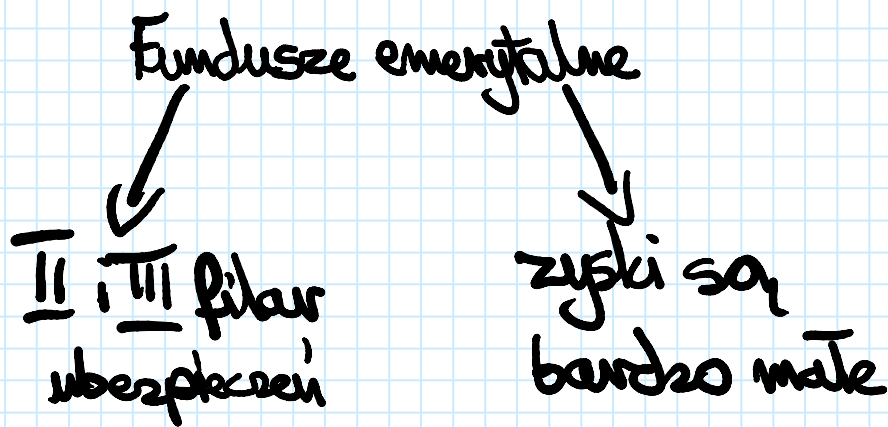 Fundusze emerytalne
II i III filar
ubezpieczeń
zyski są
bardzo małe